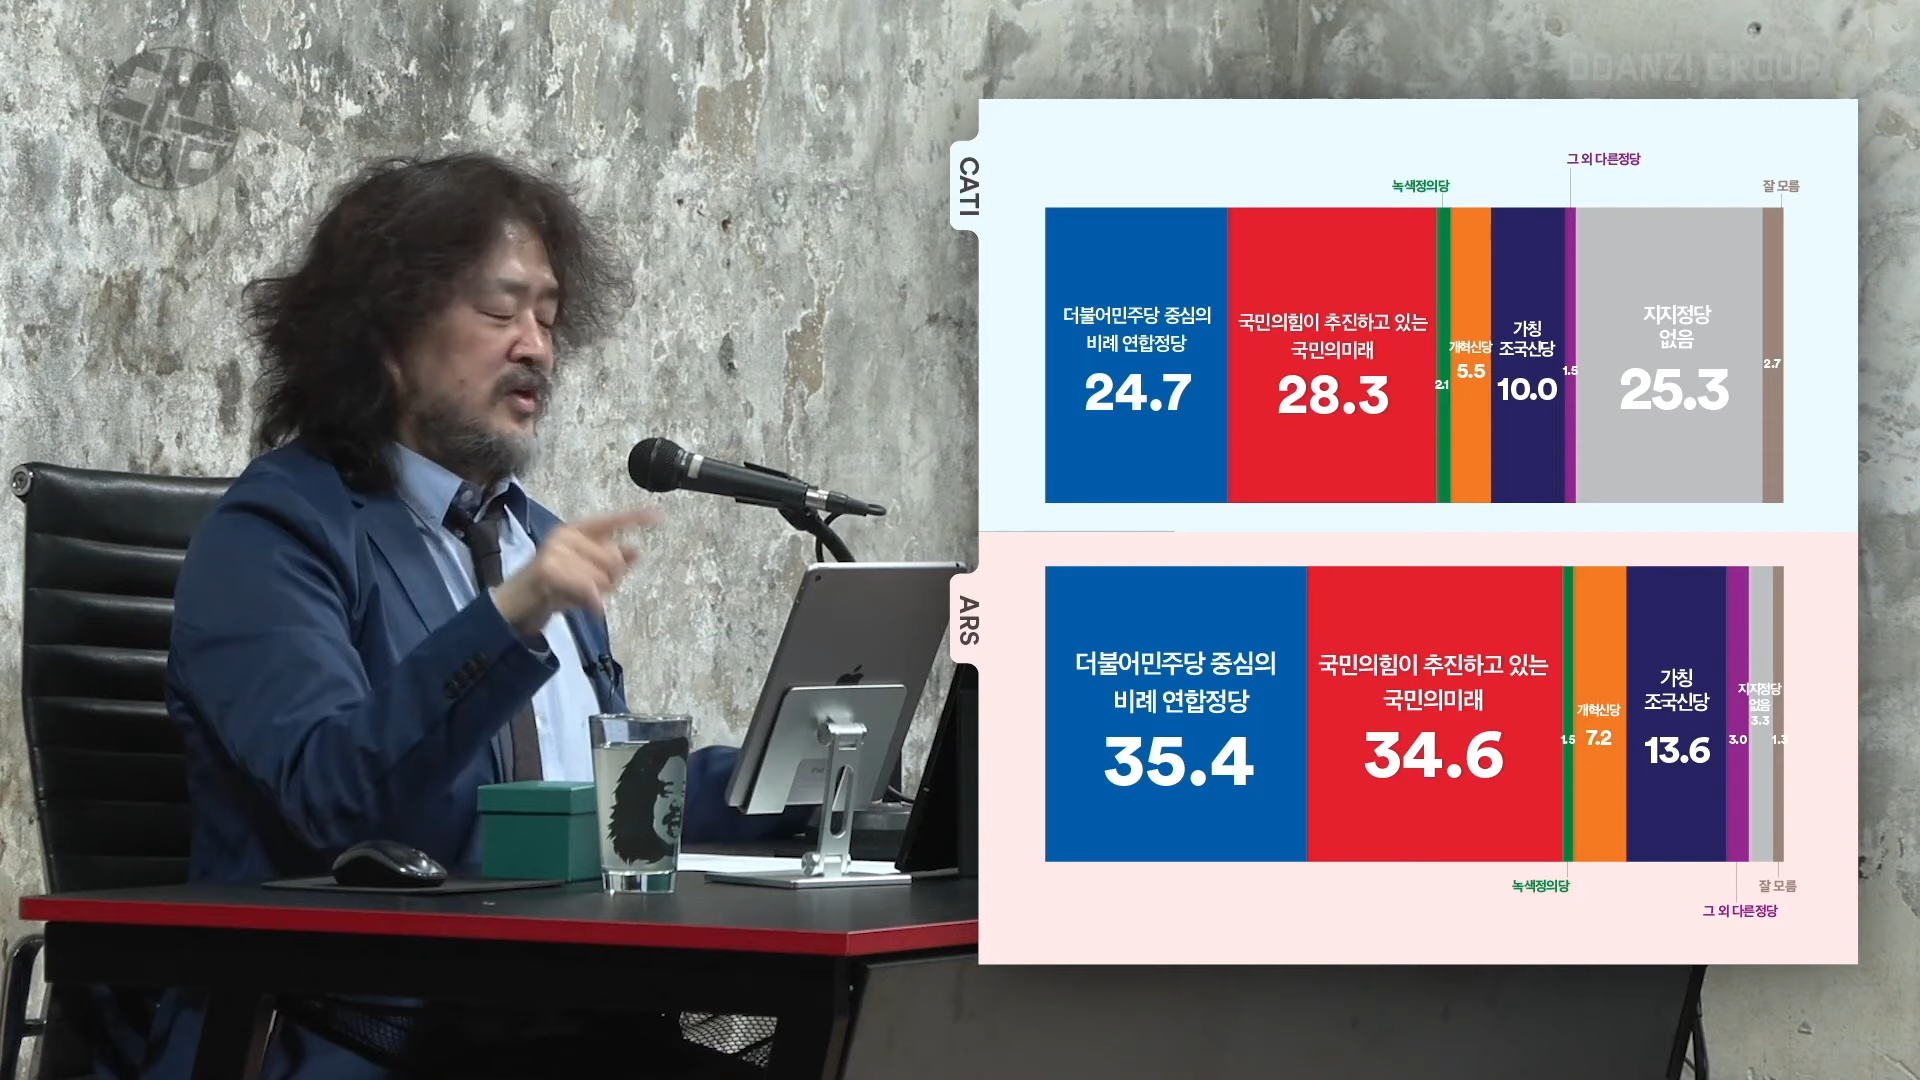 DDANZI GROUP
CATI
그 외 다른정당
녹색정의당
잘 모름
더불어민주당 중심의
비례 연합정당
24.7
국민의힘이 추진하고 있는
국민의미래
28.3
2.1
개혁신당
5.5
가칭
조국신당
10.0
1.5
지지정당
없음
25.3
2.7
ARS
더불어민주당 중심의
비례 연합정당
35.4
국민의힘이 추진하고 있는
국민의미래
34.6
1.5
개혁신당
7.2
가칭
조국신당
13.6
3.0
지지정당
없음
3.3
1.3
녹색정의당
잘 모름
그 외 다른정당